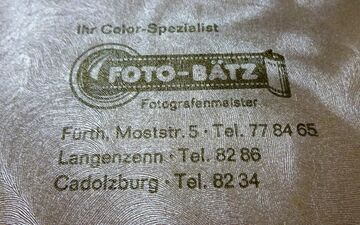 Ihr Color-Spezialist
FOTO-BÄTZ
Fotografenmeister
Fürth, Moststr. 5 · Tel. 77 84 65
Langenzenn · Tel. 82 86
Cadolzburg · Tel. 82 34